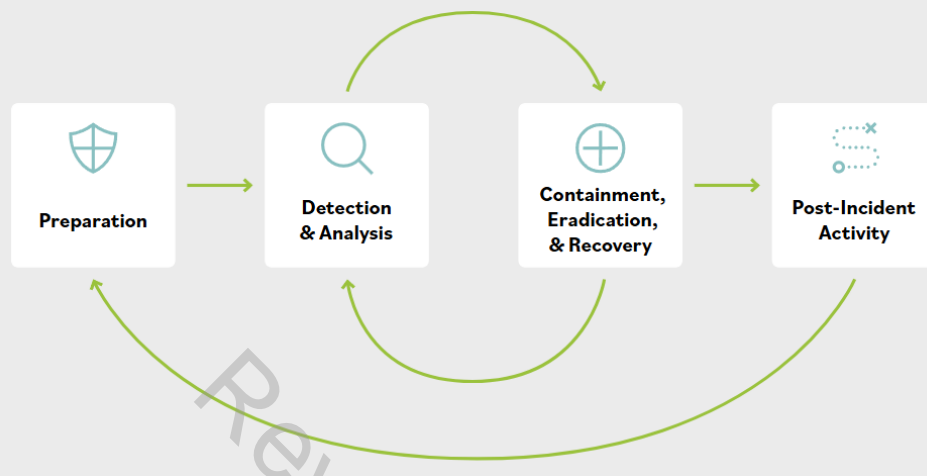 Preparation
Detection
& Analysis
Containment,
Eradication,
& Recovery
Post-Incident
Activity